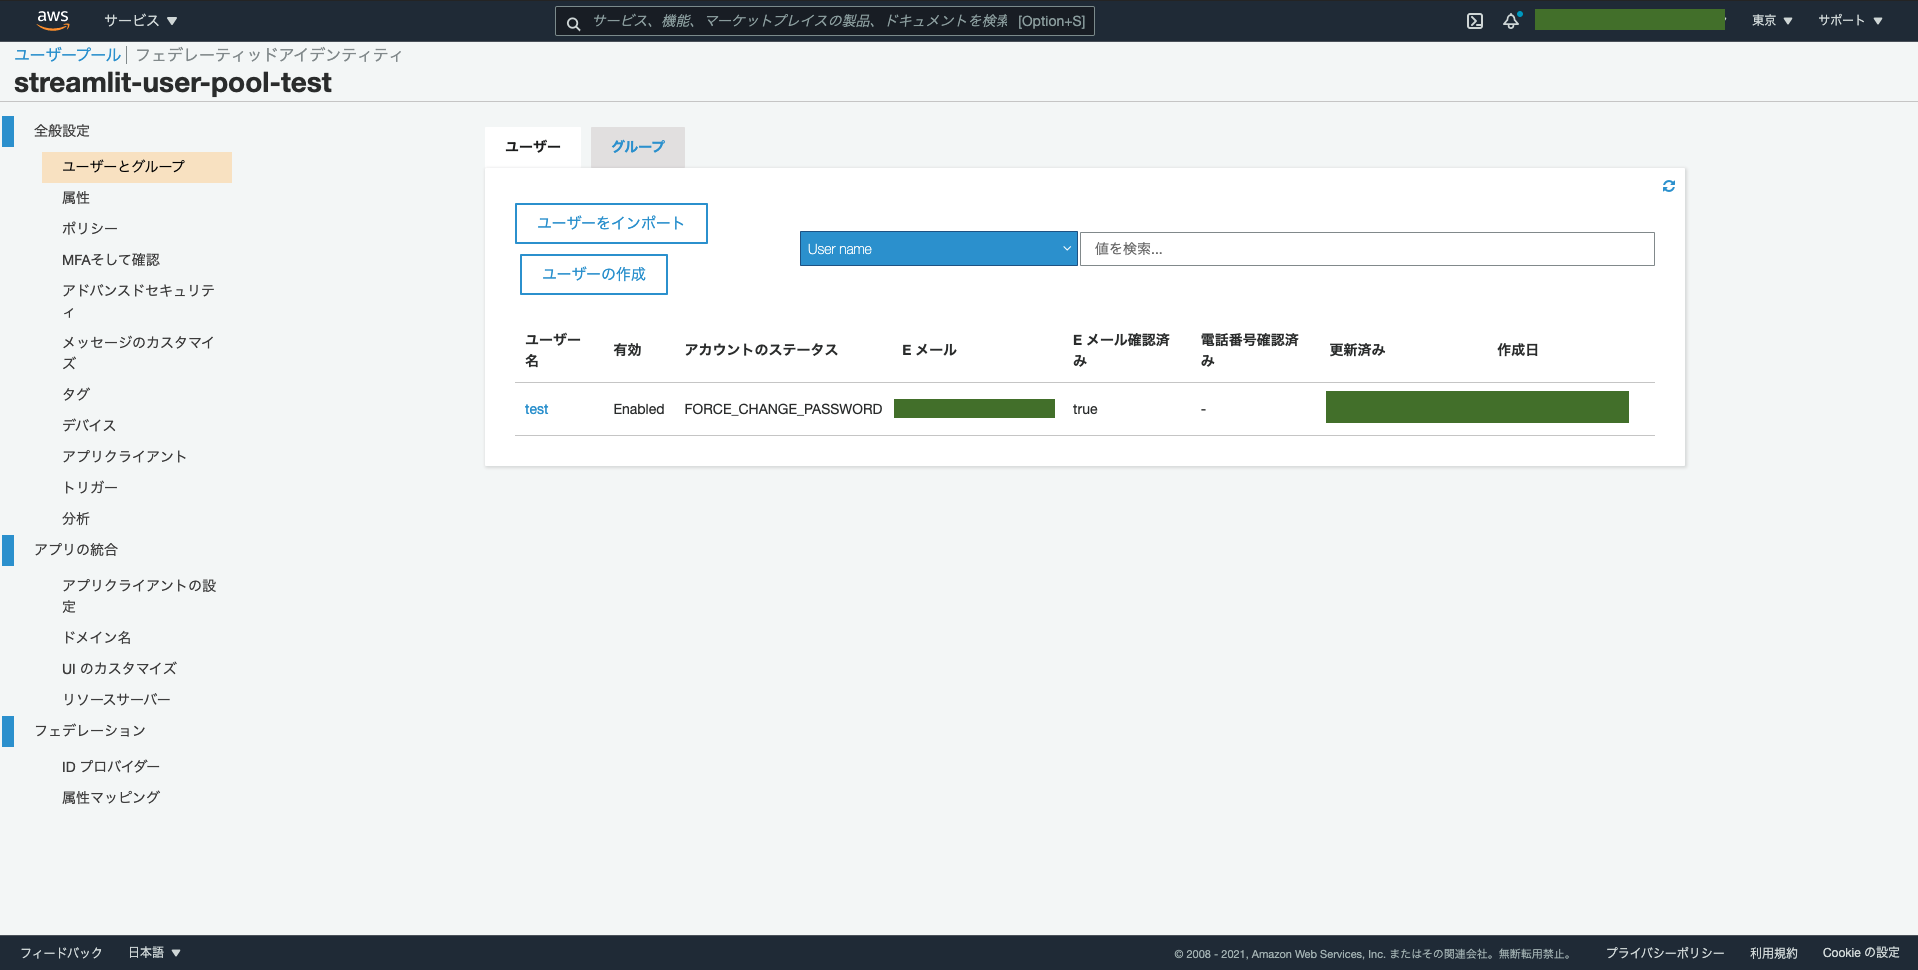 aws
サービス ▼
サービス、機能、マーケットプレイスの製品、ドキュメントを検索 [Option+S]
東京 ▼
サポート ▼
ユーザープール | フェデレーティッドアイデンティティ
streamlit-user-pool-test
全般設定
ユーザーとグループ
属性
ポリシー
MFAそして確認
アドバンスドセキュリテ
ィ
メッセージのカスタマイ
ズ
タグ
デバイス
アプリクライアント
トリガー
分析
アプリの統合
アプリクライアントの設
定
ドメイン名
UI のカスタマイズ
リソースサーバー
フェデレーション
ID プロバイダー
属性マッピング
ユーザー
グループ
ユーザーをインポート
ユーザーの作成
User name
値を検索...
ユーザー
名
有効
アカウントのステータス
E メール
E メール確認済
み
電話番号確認済
み
更新済み
作成日
test
Enabled
FORCE_CHANGE_PASSWORD
true
-
フィードバック
日本語 ▼
© 2008 - 2021, Amazon Web Services, Inc. またはその関連会社。無断転用禁止。
プライバシーポリシー
利用規約
Cookie の設定